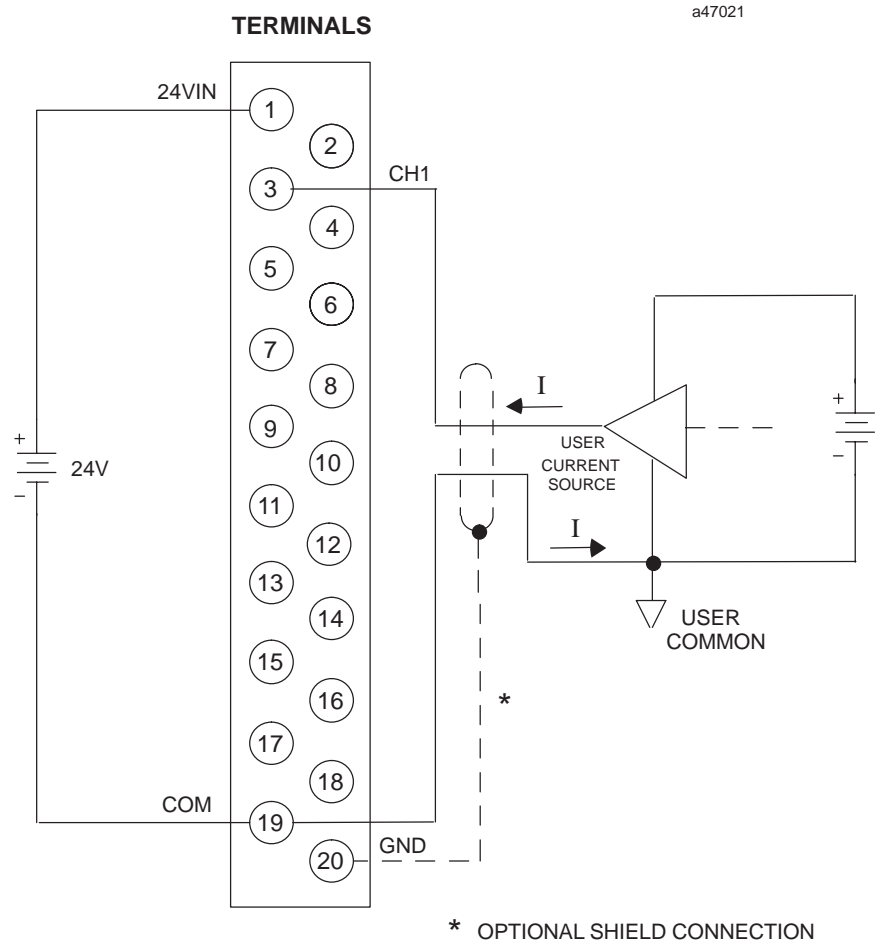 a47021
TERMINALS
24VIN
1
2
CH1
3
4
5
6
7
I
8
+
9
USER
CURRENT
SOURCE
+
24V
10
–
–
11
I
12
13
14
USER
COMMON
15
16
*
17
18
COM
19
GND
20
* OPTIONAL SHIELD CONNECTION